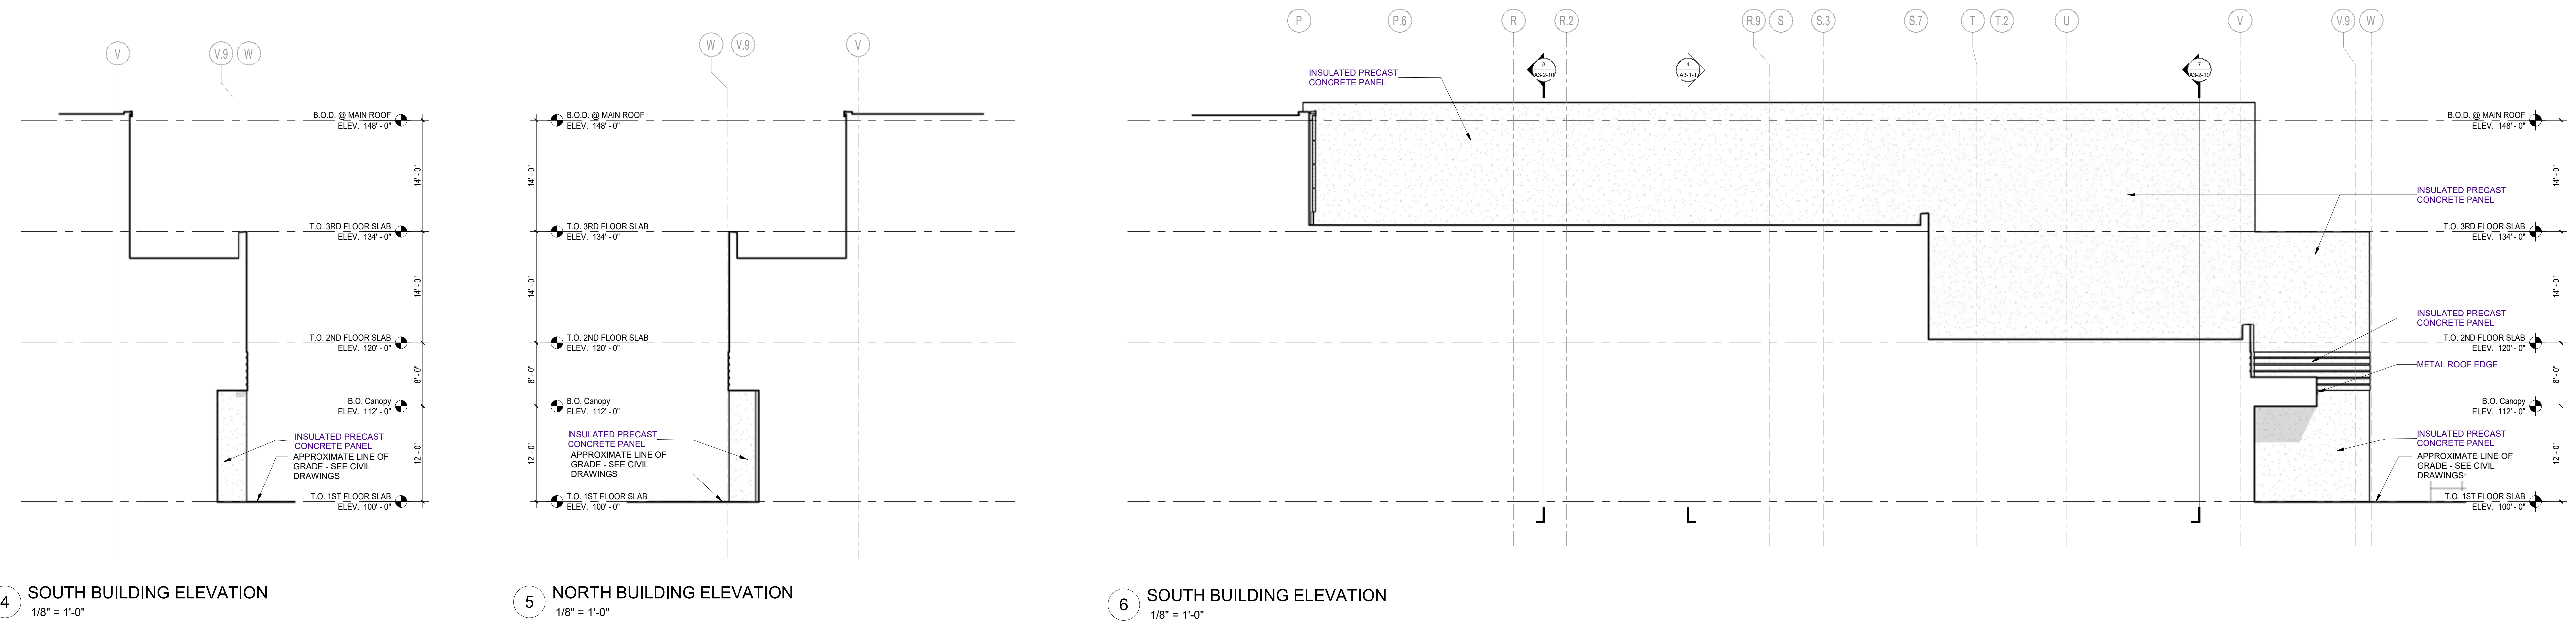 V
V.9
W
B.O.D. @ MAIN ROOF
ELEV. 148' - 0"
14' - 0"
T.O. 3RD FLOOR SLAB
ELEV. 134' - 0"
14' - 0"
T.O. 2ND FLOOR SLAB
ELEV. 120' - 0"
8' - 0"
B.O. Canopy
ELEV. 112' - 0"
INSULATED PRECAST
CONCRETE PANEL
APPROXIMATE LINE OF
GRADE - SEE CIVIL
DRAWINGS
12' - 0"
T.O. 1ST FLOOR SLAB
ELEV. 100' - 0"
4
SOUTH BUILDING ELEVATION
1/8" = 1'-0"
W
V.9
V
B.O.D. @ MAIN ROOF
ELEV. 148' - 0"
14' - 0"
T.O. 3RD FLOOR SLAB
ELEV. 134' - 0"
14' - 0"
T.O. 2ND FLOOR SLAB
ELEV. 120' - 0"
8' - 0"
B.O. Canopy
ELEV. 112' - 0"
INSULATED PRECAST
CONCRETE PANEL
APPROXIMATE LINE OF
GRADE - SEE CIVIL
DRAWINGS
12' - 0"
T.O. 1ST FLOOR SLAB
ELEV. 100' - 0"
5
NORTH BUILDING ELEVATION
1/8" = 1'-0"
P
P.6
R
R.2
R.9
S
S.3
S.7
T
T.2
U
V
V.9
W
INSULATED PRECAST
CONCRETE PANEL
8
A3-2-10
4
7
A3-2-10
B.O.D. @ MAIN ROOF
ELEV. 148' - 0"
14' - 0"
INSULATED PRECAST
CONCRETE PANEL
T.O. 3RD FLOOR SLAB
ELEV. 134' - 0"
14' - 0"
INSULATED PRECAST
CONCRETE PANEL
T.O. 2ND FLOOR SLAB
ELEV. 120' - 0"
METAL ROOF EDGE
8' - 0"
B.O. Canopy
ELEV. 112' - 0"
INSULATED PRECAST
CONCRETE PANEL
APPROXIMATE LINE OF
GRADE - SEE CIVIL
DRAWINGS
12' - 0"
T.O. 1ST FLOOR SLAB
ELEV. 100' - 0"
6
SOUTH BUILDING ELEVATION
1/8" = 1'-0"